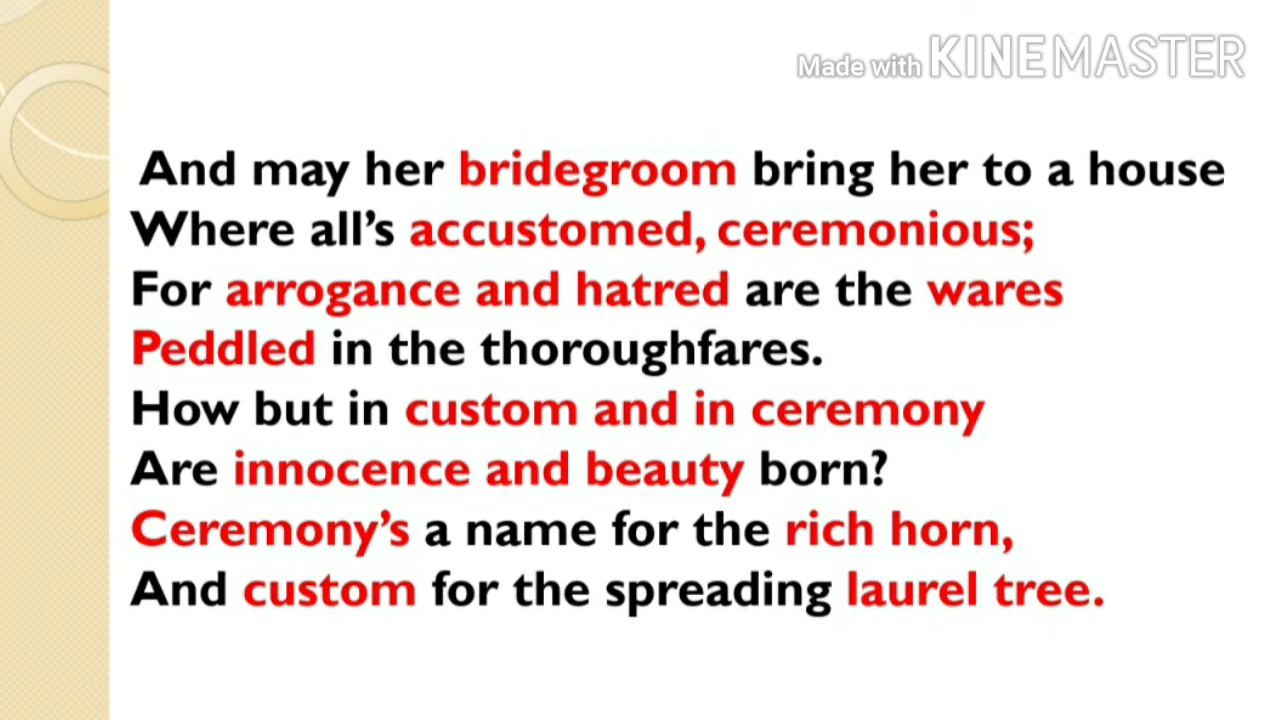 Made with KINEMASTER
And may her bridegroom bring her to a house
Where all’s accustomed, ceremonious;
For arrogance and hatred are the wares
Peddled in the thoroughfares.
How but in custom and in ceremony
Are innocence and beauty born?
Ceremony’s a name for the rich horn,
And custom for the spreading laurel tree.